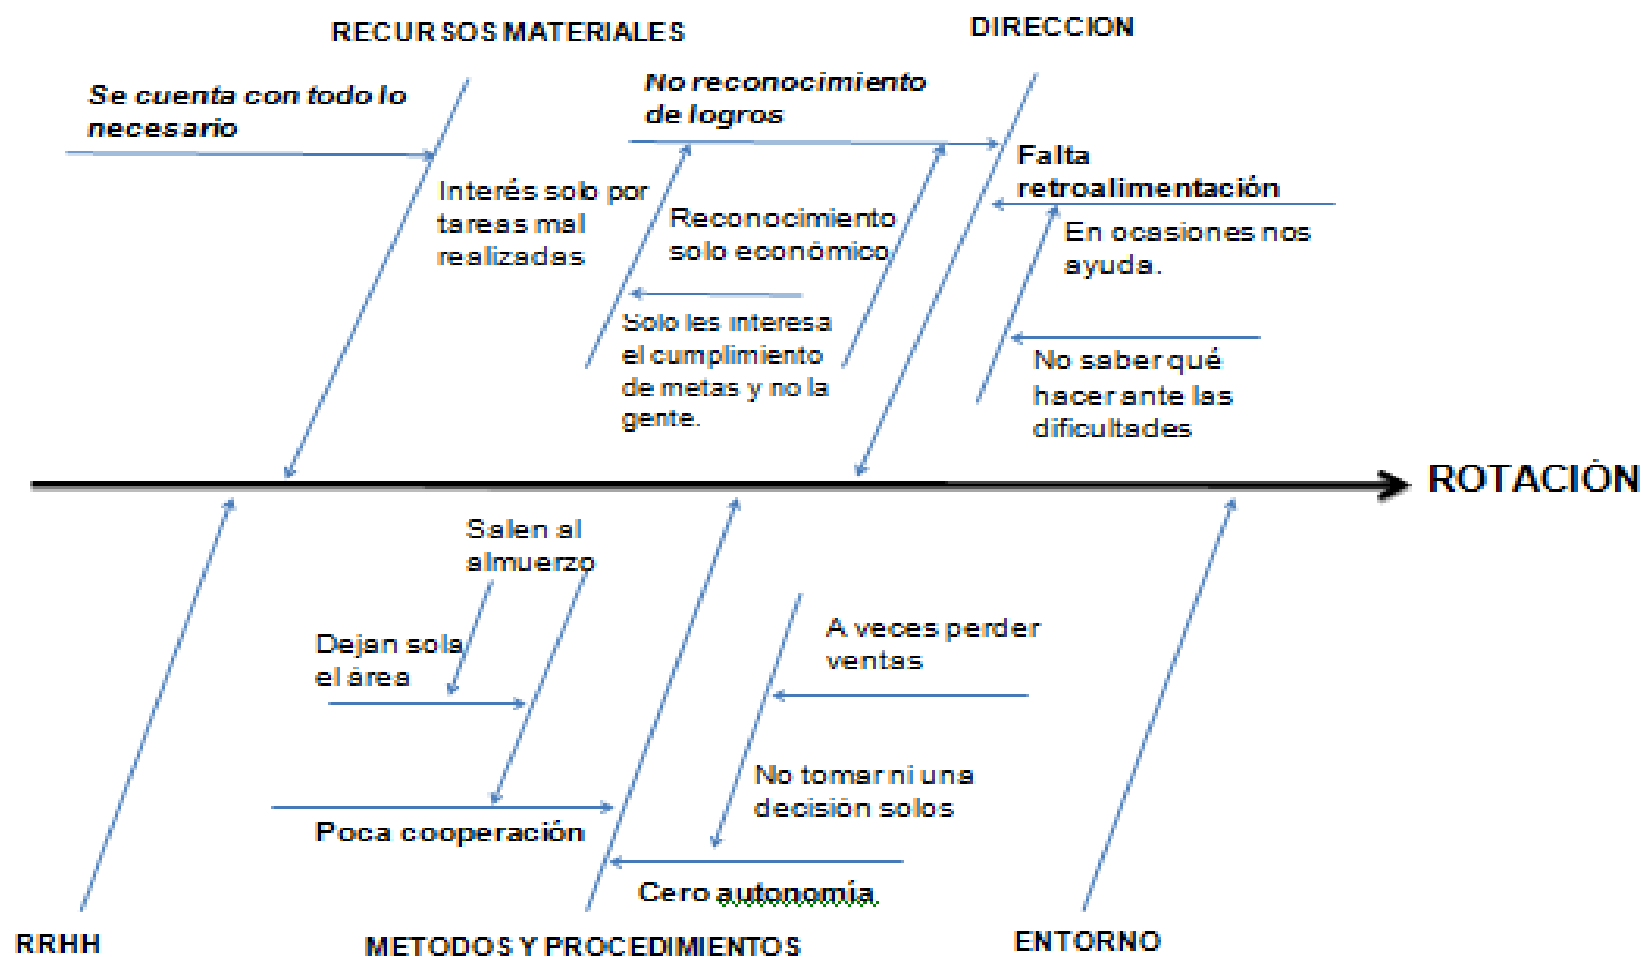 RECURSOS MATERIALES
DIRECCION
Se cuenta con todo lo
necesario
No reconocimiento
de logros
Falta
retroalimentación
Interés solo por
tareas mal
realizadas
Reconocimiento
solo económico
En ocasiones nos
ayuda.
Solo les interesa
el cumplimiento
de metas y no la
gente.
No saber qué
hacer ante las
dificultades
ROTACIÓN
Salen al
almuerzo
Dejan sola
el área
A veces perder
ventas
No tomar ni una
decisión solos
Poca cooperación
Cero autonomía.
RRHH
METODOS Y PROCEDIMIENTOS
ENTORNO